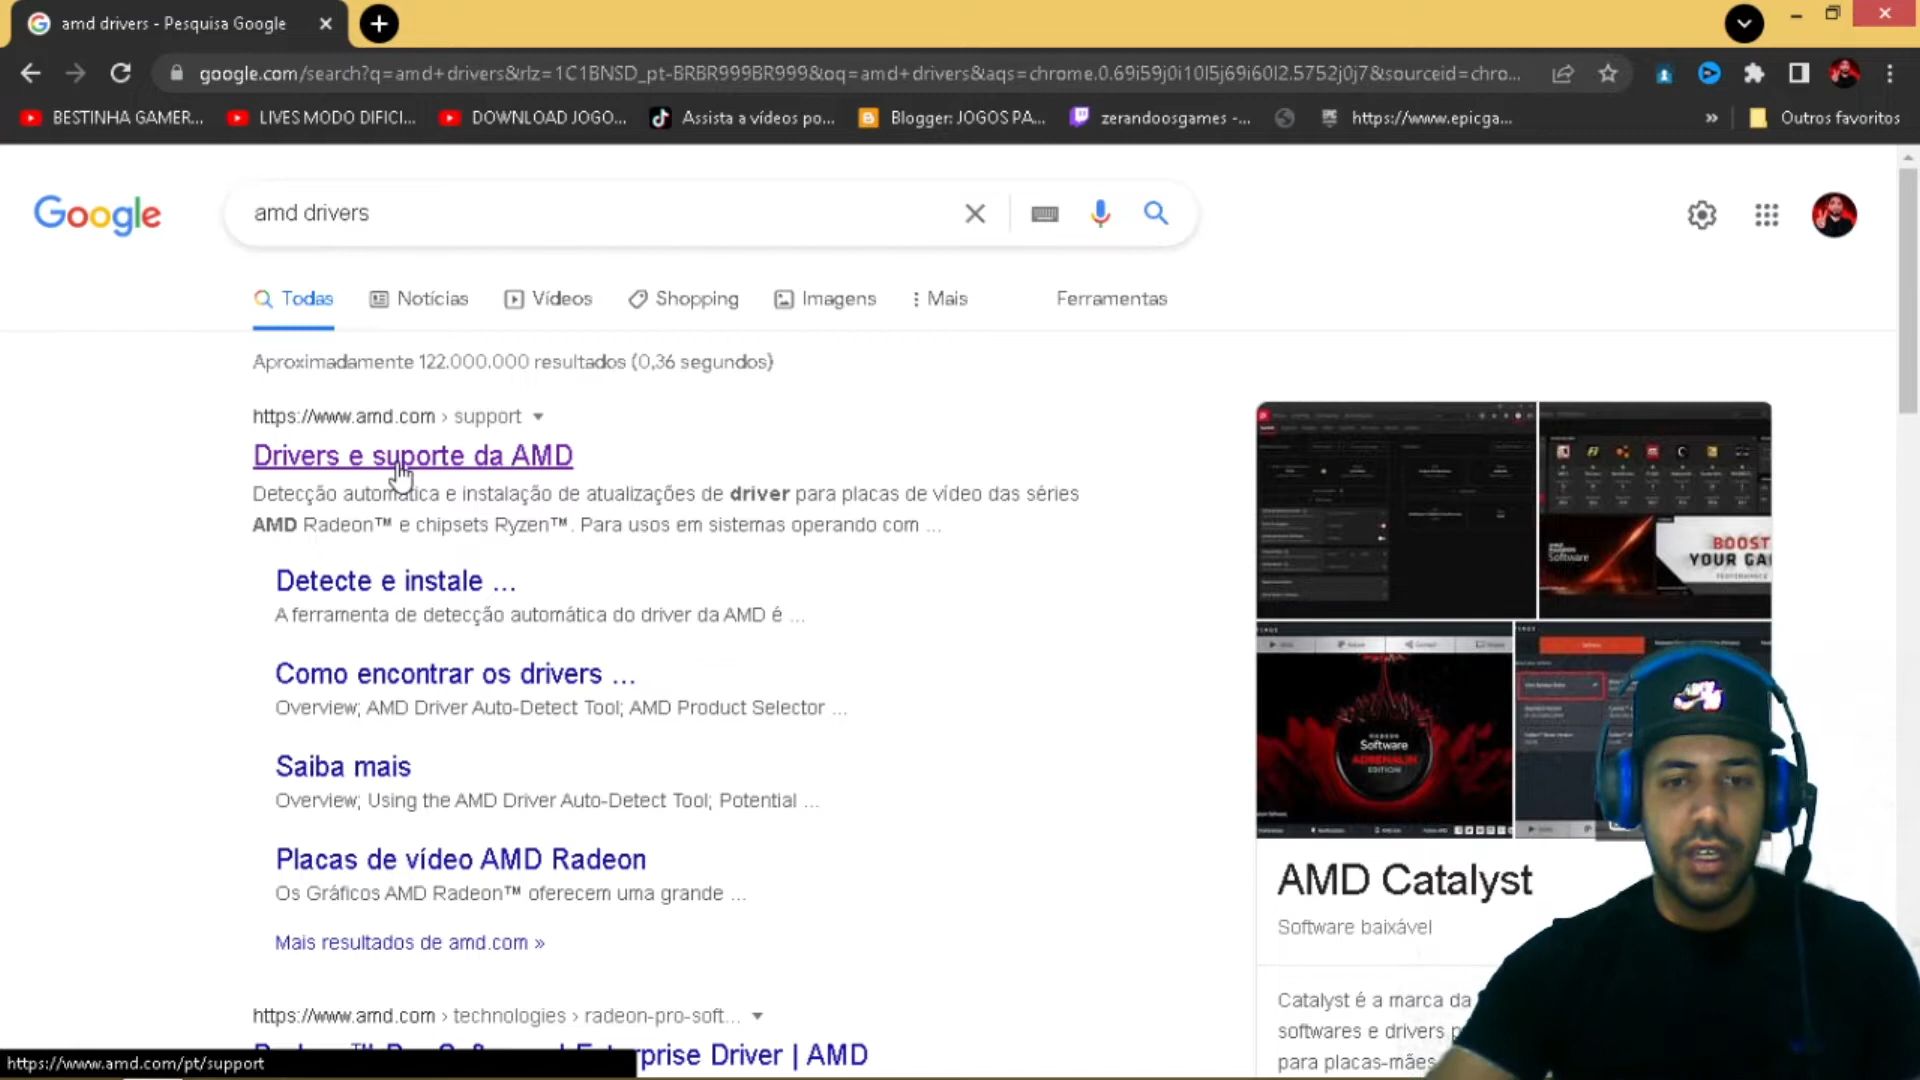 amd drivers - Pesquisa Google
google.com/search?q=amd+drivers&rlz=1C1BNSD_pt-BRBR999BR999&oq=amd+drivers&aqs=chrome.0.69i59j0i10l5j69i60l2.5752j0j7&sourceid=chro...
BESTINHA GAMER... LIVES MODO DIFICI... DOWNLOAD JOGO... Assista a vídeos po... Blogger: JOGOS PA... zerandoosgames -... https://www.epicga... » Outros favoritos
Google
amd drivers
Todas Notícias Vídeos Shopping Imagens Mais Ferramentas
Aproximadamente 122.000.000 resultados (0,36 segundos)
https://www.amd.com › support
Drivers e suporte da AMD
Detecção automática e instalação de atualizações de driver para placas de vídeo das séries
AMD Radeon™ e chipsets Ryzen™. Para usos em sistemas operando com ...
Detecte e instale ...
A ferramenta de detecção automática do driver da AMD é ...
Como encontrar os drivers ...
Overview; AMD Driver Auto-Detect Tool; AMD Product Selector ...
Saiba mais
Overview; Using the AMD Driver Auto-Detect Tool; Potential ...
Placas de vídeo AMD Radeon
Os Gráficos AMD Radeon™ oferecem uma grande ...
Mais resultados de amd.com »
https://www.amd.com › technologies › radeon-pro-soft...
prise Driver | AMD
https://www.amd.com/pt/support
BOOST
YOUR GA
Software
RADEON
Software
ADRENALIN
EDITION
AMD Catalyst
Software baixável
Catalyst é a marca da
softwares e drivers p
para placas-mães